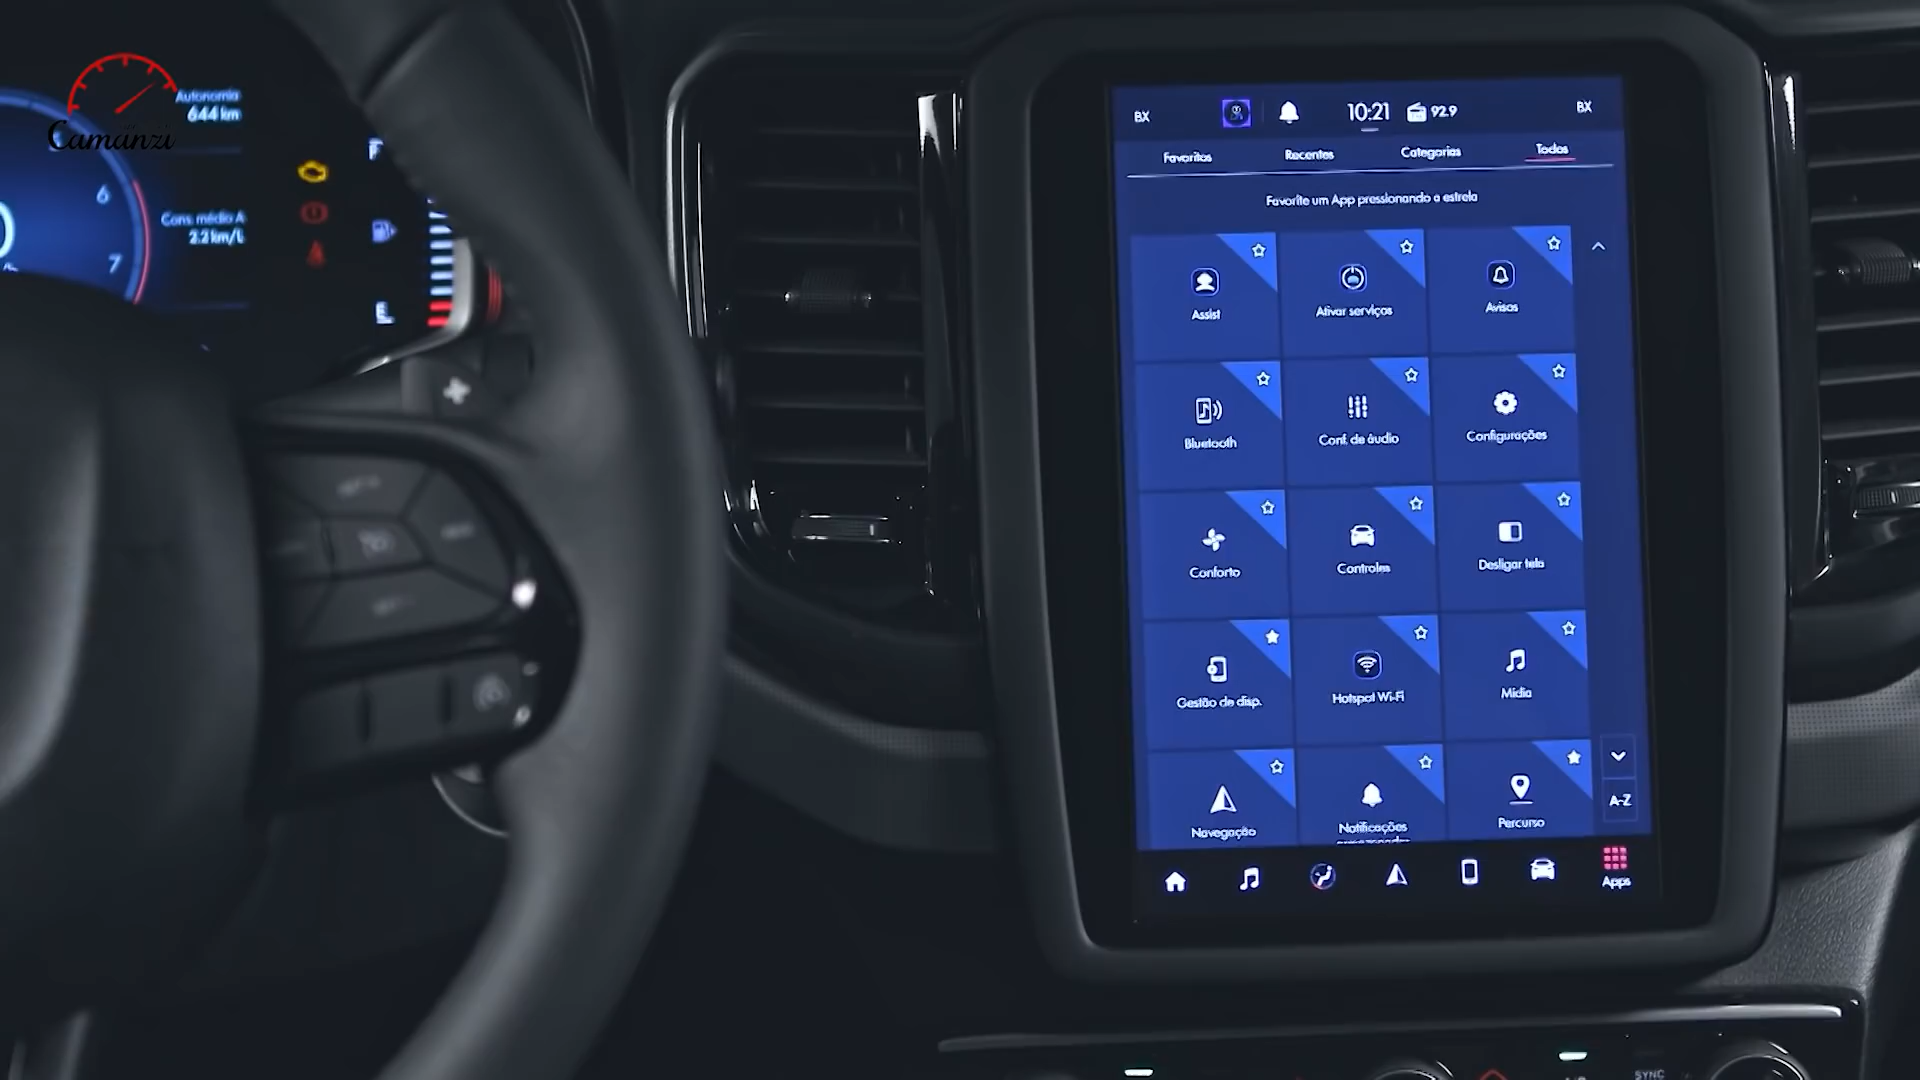 Camanzi
Autonomia
644 km
6
Cons. médio A
2.2 km/L
7
F
E
+
BX
10:21
92.9
BX
Favoritos
Recentes
Categorias
Todos
Favorite um App pressionando a estrela
Assist
Ativar serviços
Avisos
Bluetooth
Conf. de áudio
Configurações
Conforto
Controles
Desligar tela
Gestão de disp.
Hotspot Wi-Fi
Mídia
Navegação
Notificações
Percurso
A-Z
Apps
SYNC